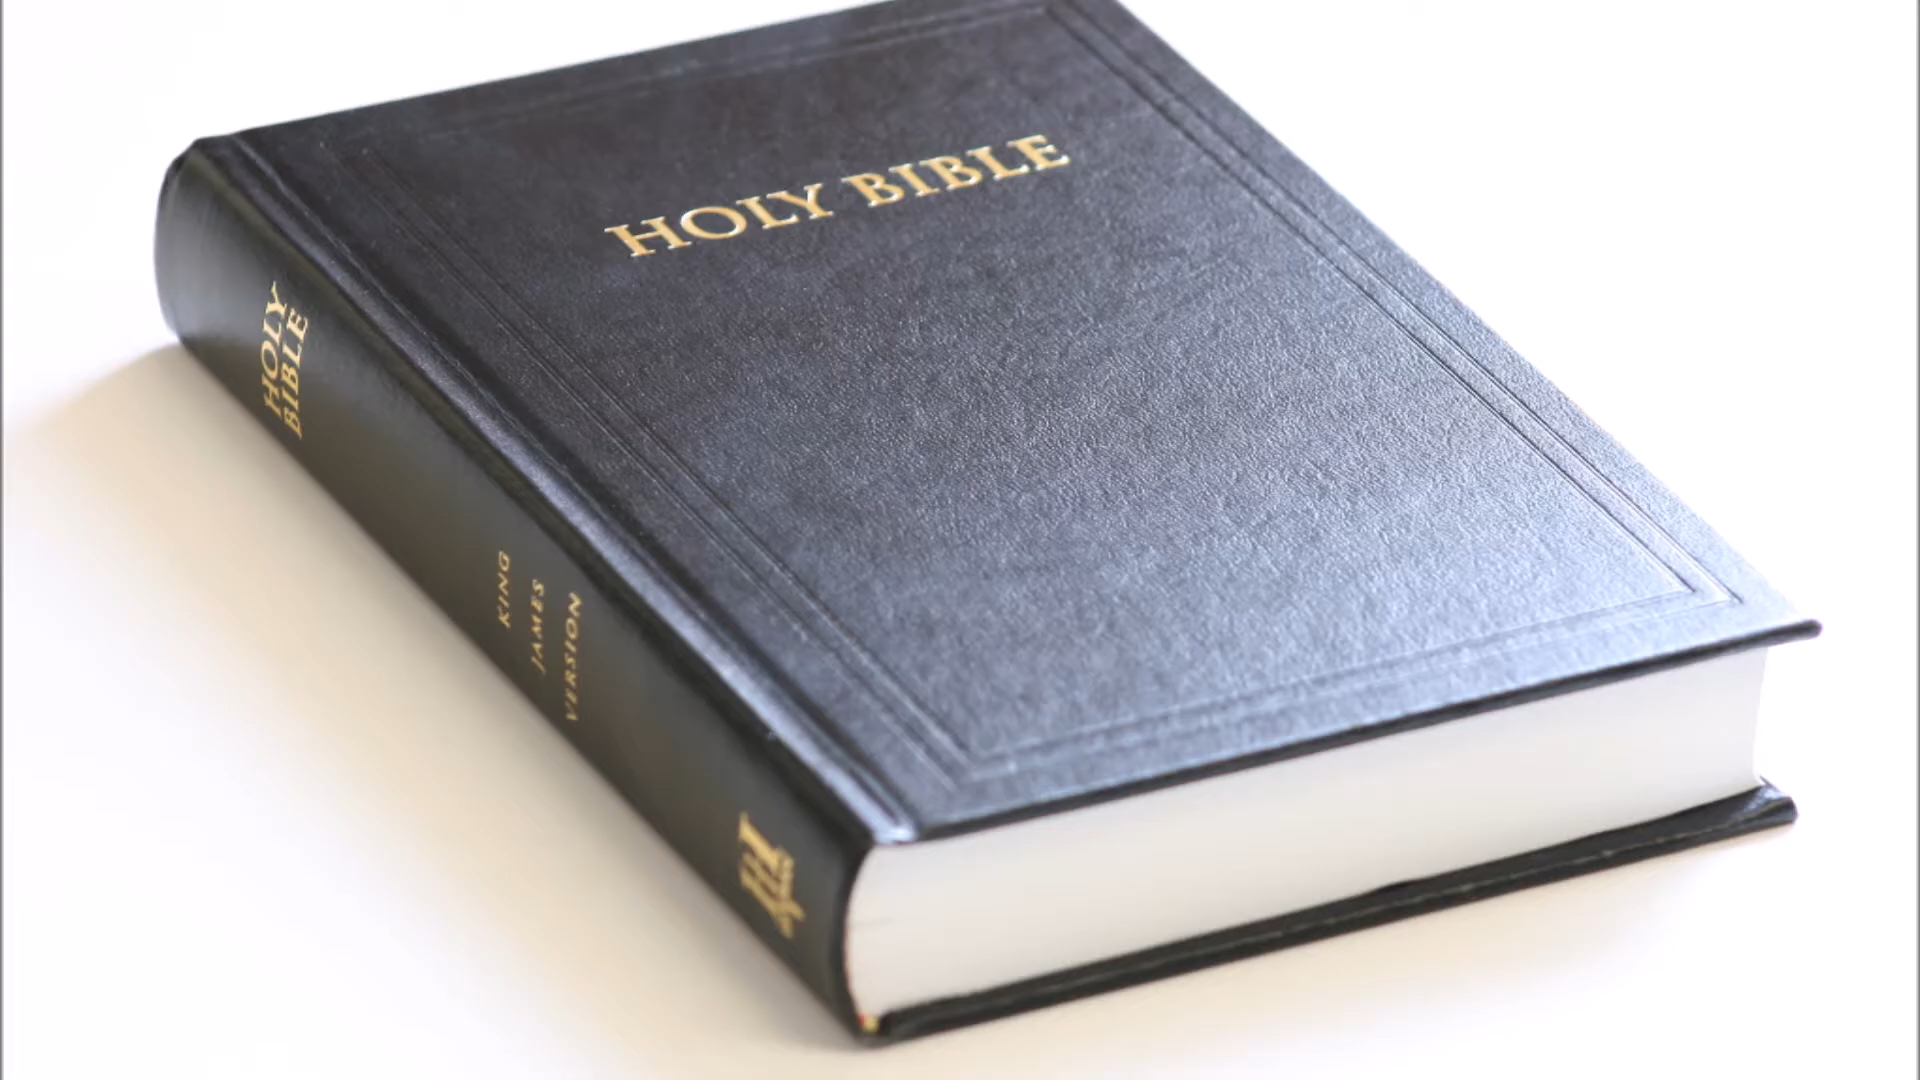 HOLY BIBLE
HOLY
BIBLE
KING
JAMES
VERSION